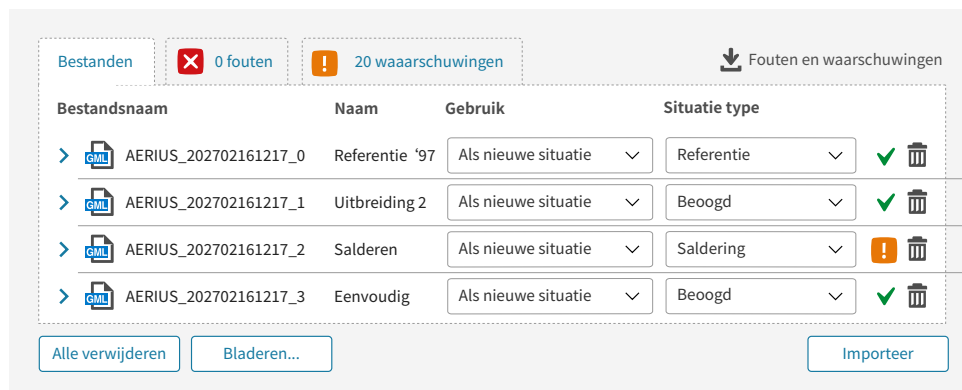 Bestanden 0 fouten 20 waaarschuwingen Fouten en waarschuwingen
Bestandsnaam Naam Gebruik Situatie type
GML AERIUS_202702161217_0 Referentie ‘97 Als nieuwe situatie Referentie
GML AERIUS_202702161217_1 Uitbreiding 2 Als nieuwe situatie Beoogd
GML AERIUS_202702161217_2 Salderen Als nieuwe situatie Saldering
GML AERIUS_202702161217_3 Eenvoudig Als nieuwe situatie Beoogd
Alle verwijderen Bladeren... Importeer